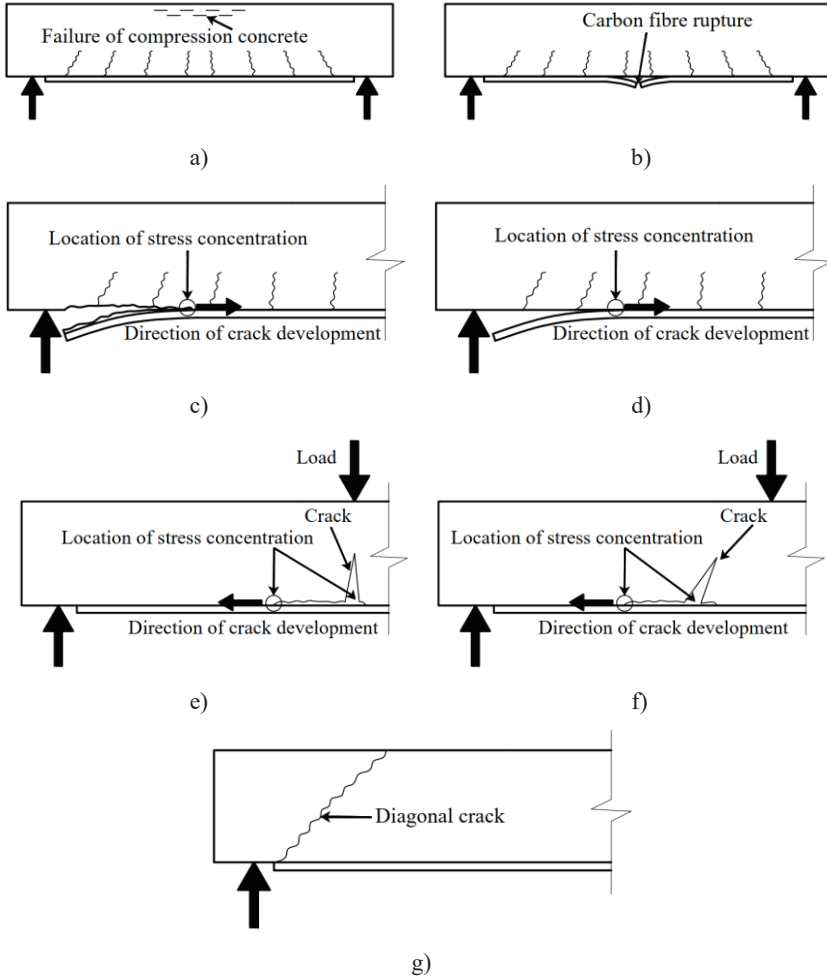 Failure of compression concrete
Carbon fibre rupture
a)
b)
Location of stress concentration
Direction of crack development
Location of stress concentration
Direction of crack development
c)
d)
Load
Crack
Location of stress concentration
Direction of crack development
Load
Crack
Location of stress concentration
Direction of crack development
e)
f)
Diagonal crack
g)